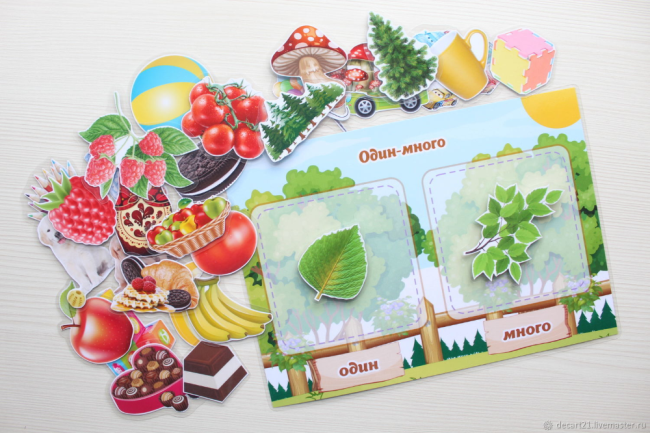 Один-много
один
много
decart21.livemaster.ru